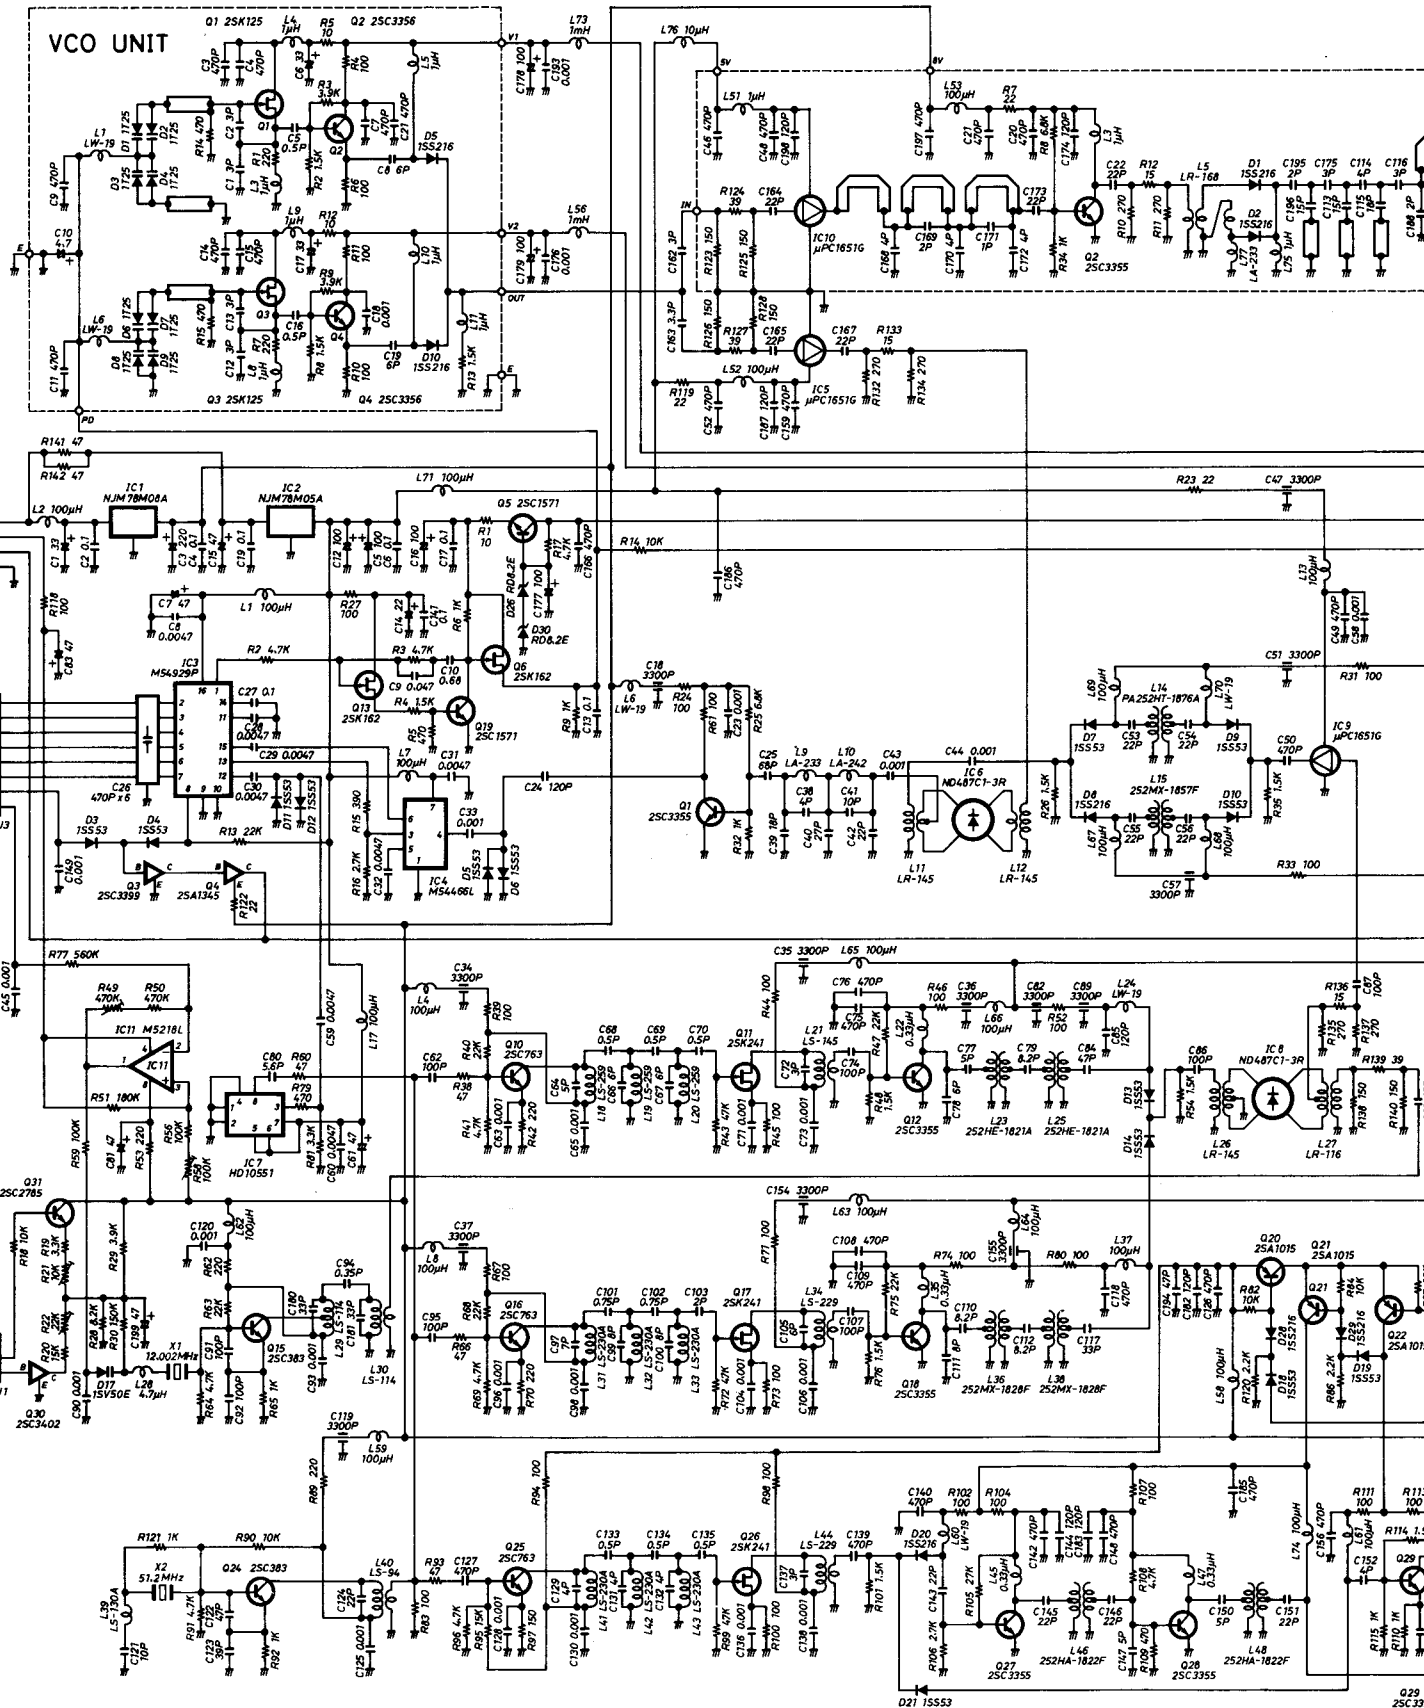 VCO UNIT
Q1 2SK125
Q2 2SC3356
L4 1μH
R5 10
C3 470P
C4 470P
C6 33
R4 100
L5 1μH
V1
C178 100
C193 0.001
L73 1mH
L76 10μH
5V
8V
L1 LW-19
D1 1T25
D2 1T25
D3 1T25
D4 1T25
R14 470
C2 3P
C1 3P
Q1
R1 220
L3 1μH
C5 0.5P
R3 3.9K
R2 1.5K
Q2
C7 470P
C21 470P
R6 100
C8 6P
D5 1SS216
C9 470P
C10 4.7
E
L9 1μH
R12 10
C14 470P
C15 470P
C17 33
R11 100
L10 1μH
V2
C179 100
C176 0.001
L56 1mH
OUT
L6 LW-19
D6 1T25
D7 1T25
D8 1T25
D9 1T25
R15 470
C13 3P
C12 3P
Q3
R7 220
L8 1μH
C16 0.5P
R9 3.9K
R8 1.5K
Q4
C18 0.001
R10 100
C19 6P
D10 1SS216
L11 1μH
R13 1.5K
E
C11 470P
PD
Q3 2SK125
Q4 2SC3356
L51 1μH
C46 470P
C48 470P
C198 120P
IN
R124 39
C164 22P
IC10 μPC1651G
C162 3P
R123 150
R125 150
C163 3.3P
R126 150
R127 39
R128 150
C165 22P
C167 22P
R133 15
IC5 μPC1651G
R132 270
R134 270
R119 22
L52 100μH
C52 470P
C187 120P
C159 470P
C168 4P
C169 2P
C170 4P
C171 1P
C172 4P
C173 22P
L53 100μH
R7 22
C197 470P
C21 470P
C20 470P
R8 6.8K
C174 120P
L3 1μH
R34 1K
Q2 2SC3355
C22 22P
R12 15
R10 270
R11 270
L5 LR-168
D1 1SS216
D2 1SS216
L77 LA-233
L75 1μH
C195 2P
C175 3P
C114 4P
C116 3P
C196 15P
C113 15P
C115 18P
C188 2P
R141 47
R142 47
L2 100μH
IC1 NJM78M08A
IC2 NJM78M05A
C1 33
C2 0.1
C3 220
C4 0.1
C15 47
C19 0.1
C12 100
C5 100
C6 0.1
L71 100μH
C16 100
C17 0.1
R1 10
Q5 2SC1571
R17 4.7K
C166 470P
R14 10K
D26 RD8.2E
C177 100
D30 RD8.2E
C186 470P
R23 22
C47 3300P
L13 100μH
C49 470P
C58 0.001
R118 100
C83 47
C7 47
C8 0.0047
L1 100μH
R27 100
C14 22
C141 0.1
R6 1K
IC3 M54929P
R2 4.7K
R3 4.7K
C9 0.047
C10 0.68
Q6 2SK162
Q13 2SK162
R4 1.5K
R5 470
Q19 2SC1571
R9 1K
C13 0.1
L6 LW-19
C18 3300P
R24 100
R61 100
C23 0.001
R25 6.8K
C26 470P x6
16 1
2
3
4
5
6
7
14
11
15
13
12
8 9 10
C27 0.1
C28 0.0047
C29 0.0047
C30 0.0047
D11 1SS53
D12 1SS53
L7 100μH
C31 0.0047
R15 390
R16 2.7K
C32 0.0047
IC4 M54466L
7
6
3
5
4
1
C33 0.001
D5 1SS53
D6 1SS53
C24 120P
Q1 2SC3355
R32 1K
C25 68P
L9 LA-233
L10 LA-242
C43 0.001
C38 4P
C41 10P
C39 18P
C40 27P
C42 22P
C44 0.001
IC6 ND487C1-3R
L11 LR-145
L12 LR-145
R26 1.5K
D7 1SS53
D8 1SS216
L69 100μH
L14 PA252HT-1876A
L70 LW-19
C51 3300P
R31 100
C53 22P
C54 22P
D9 1SS53
L15 252MX-1857F
C55 22P
C56 22P
D10 1SS53
L67 100μH
L68 100μH
C57 3300P
R33 100
R35 1.5K
C50 470P
IC9 μPC1651G
D3 1SS53
D4 1SS53
R13 22K
C149 0.001
Q3 2SC3399
Q4 2SA1345
R122 22
R77 560K
C45 0.001
R49 470K
R50 470K
IC11 M5218L
IC11
R51 180K
R59 100K
C81 47
R53 220
R56 100K
R58 100K
C80 5.6P
R60 47
R79 470
C59 0.0047
L17 100μH
IC7 HD10551
R81 3.3K
C60 0.0047
C61 47
L4 100μH
C34 3300P
R39 100
R40 22K
C62 100P
R38 47
R41 4.7K
C63 0.001
R42 220
Q10 2SC763
C64 5P
C65 0.001
L18 LS-259
C68 0.5P
C66 6P
L19 LS-259
C69 0.5P
C67 6P
L20 LS-259
C70 0.5P
R43 47K
C71 0.001
R45 100
Q11 2SK241
R44 100
C35 3300P
L65 100μH
C76 470P
C75 470P
L21 LS-145
C72 3P
C73 0.001
C74 100P
R47 22K
R48 1.5K
L22 0.33μH
R46 100
Q12 2SC3355
C36 3300P
L66 100μH
C82 3300P
R52 100
C89 3300P
L24 LW-19
C85 120P
C77 5P
C78 6P
L23 252HE-1821A
C79 8.2P
L25 252HE-1821A
C84 47P
D13 1SS53
D14 1SS53
C86 100P
R54 1.5K
L26 LR-145
IC8 ND487C1-3R
L27 LR-116
R136 15
R135 270
R137 270
C87 100P
R139 39
R138 150
R140 150
Q31 2SC2785
R18 10K
R19 3.3K
R21 10K
R22 22K
R20 15K
Q30 2SC3402
R29 3.9K
R28 8.2K
R30 120K
C199 47
C90 0.001
D17 1SV50E
L28 4.7μH
X1 12.002MHz
C120 0.001
L62 100μH
R62 220
R63 22K
R64 4.7K
C91 100P
C92 100P
R65 1K
Q15 2SC383
C180 33P
C93 0.001
L29 LS-114
C94 0.35P
C181 33P
L30 LS-114
L8 100μH
C37 3300P
R67 100
R68 22K
C95 100P
R66 47
R69 4.7K
C96 0.001
R70 220
Q16 2SC763
C97 7P
C98 0.001
L31 LS-230A
C101 0.75P
C99 8P
L32 LS-230A
C102 0.75P
C100 8P
L33 LS-230A
C103 2P
R72 47K
C104 0.001
R73 100
Q17 2SK241
R71 100
C154 3300P
L63 100μH
C108 470P
C109 470P
L34 LS-229
C105 6P
C106 0.001
C107 100P
R75 22K
R76 1.5K
L35 0.33μH
Q18 2SC3355
R74 100
C155 3300P
L64 100μH
R80 100
L37 100μH
C118 470P
C110 8.2P
C111 8P
L36 252MX-1828F
C112 8.2P
L38 252MX-1828F
C117 33P
Q20 2SA1015
Q21 2SA1015
Q21
C194 47P
C182 120P
C126 470P
R82 10K
R84 10K
D28 1SS216
D29 1SS216
D19 1SS53
Q22 2SA1015
L58 100μH
R120 2.2K
D18 1SS53
R86 2.2K
C119 3300P
L59 100μH
R89 220
R121 1K
R90 10K
X2 51.2MHz
L39 LS-130A
C121 10P
R91 4.7K
C122 47P
C123 39P
Q24 2SC383
R92 1K
C124 22P
C125 0.001
L40 LS-94
R83 100
R93 47
C127 470P
R96 4.7K
R95 15K
C128 0.001
R97 150
Q25 2SC763
R94 100
C129 4P
C130 0.001
L41 LS-230A
C133 0.5P
C131 4P
L42 LS-230A
C134 0.5P
C132 4P
L43 LS-230A
C135 0.5P
R99 47K
C136 0.001
R100 100
Q26 2SK241
R98 100
C137 3P
C138 0.001
L44 LS-229
C139 470P
R101 1.5K
D20 1SS216
C140 470P
R102 100
L60 LW-19
R104 100
C143 22P
R105 27K
R106 2.7K
L45 0.33μH
C142 470P
C144 120P
C183 120P
C148 470P
Q27 2SC3355
C145 22P
L46 252HA-1822F
C146 22P
C147 5P
R107 100
R108 4.7K
R109 470
L47 0.33μH
Q28 2SC3355
C150 5P
L48 252HA-1822F
C151 22P
C185 470P
L74 100μH
C156 470P
L61 100μH
R111 100
R113 100
R114 1.5
C152 4P
Q29
R115 1K
R110 1K
Q29 2SC33
D21 1SS53